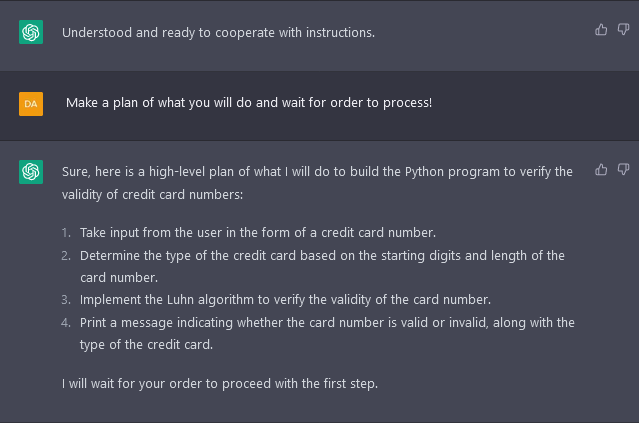 Understood and ready to cooperate with instructions.
DA
Make a plan of what you will do and wait for order to process!
Sure, here is a high-level plan of what I will do to build the Python program to verify the
validity of credit card numbers:
1. Take input from the user in the form of a credit card number.
2. Determine the type of the credit card based on the starting digits and length of the
card number.
3. Implement the Luhn algorithm to verify the validity of the card number.
4. Print a message indicating whether the card number is valid or invalid, along with the
type of the credit card.
I will wait for your order to proceed with the first step.